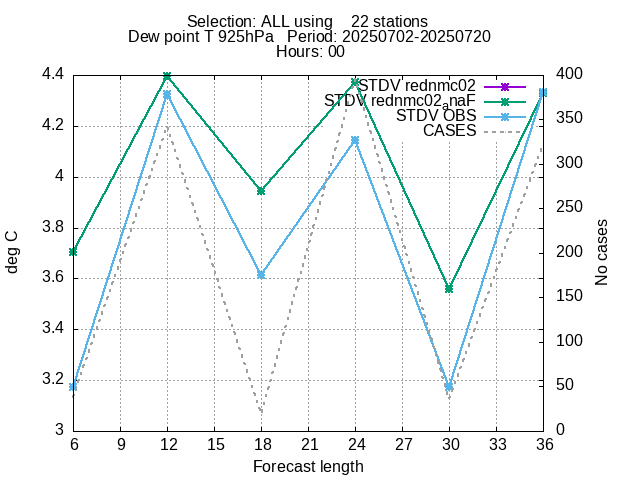 Selection: ALL using    22 stations
Dew point T 925hPa   Period: 20250702-20250720
Hours: 00
STDV rednmc02
STDV rednmc02anaF
STDV OBS
CASES
4.4
4.2
4
3.8
3.6
3.4
3.2
3
deg C
400
350
300
250
200
150
100
50
0
No cases
6 9 12 15 18 21 24 27 30 33 36
Forecast length